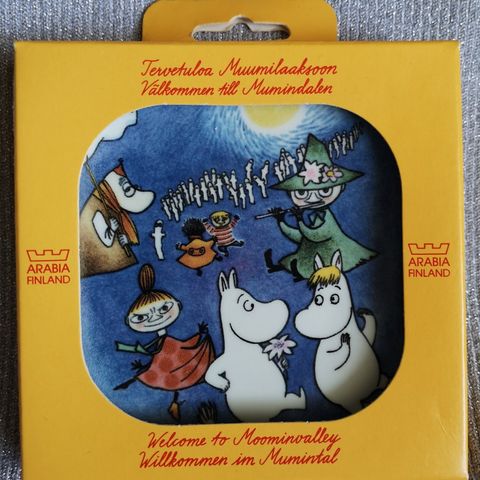 Tervetuloa Muumilaaksoon
Välkommen till Mumindalen
ARABIA
FINLAND
ARABIA
FINLAND
Welcome to Moominvalley
Willkommen im Mumintal